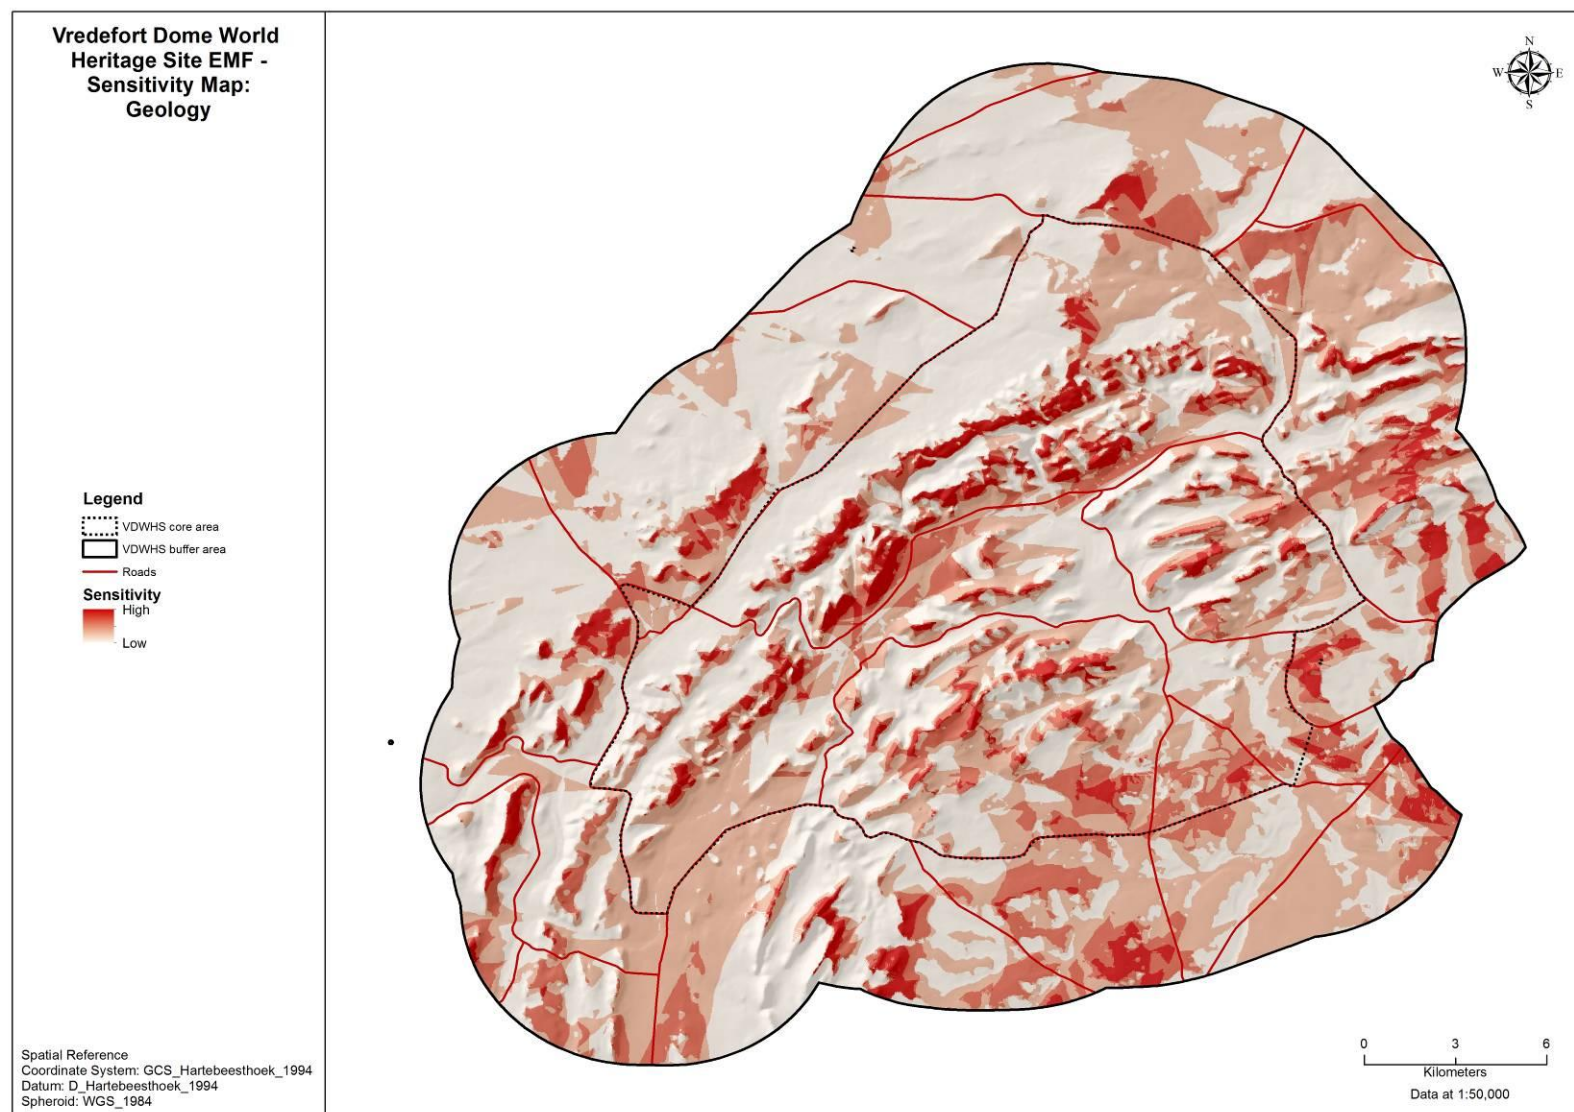 Vredefort Dome World
Heritage Site EMF -
Sensitivity Map:
Geology
N
W
E
S
Legend
VDWHS core area
VDWHS buffer area
Roads
Sensitivity
High
Low
Spatial Reference
Coordinate System: GCS_Hartebeesthoek_1994
Datum: D_Hartebeesthoek_1994
Spheroid: WGS_1984
0 3 6
Kilometers
Data at 1:50,000